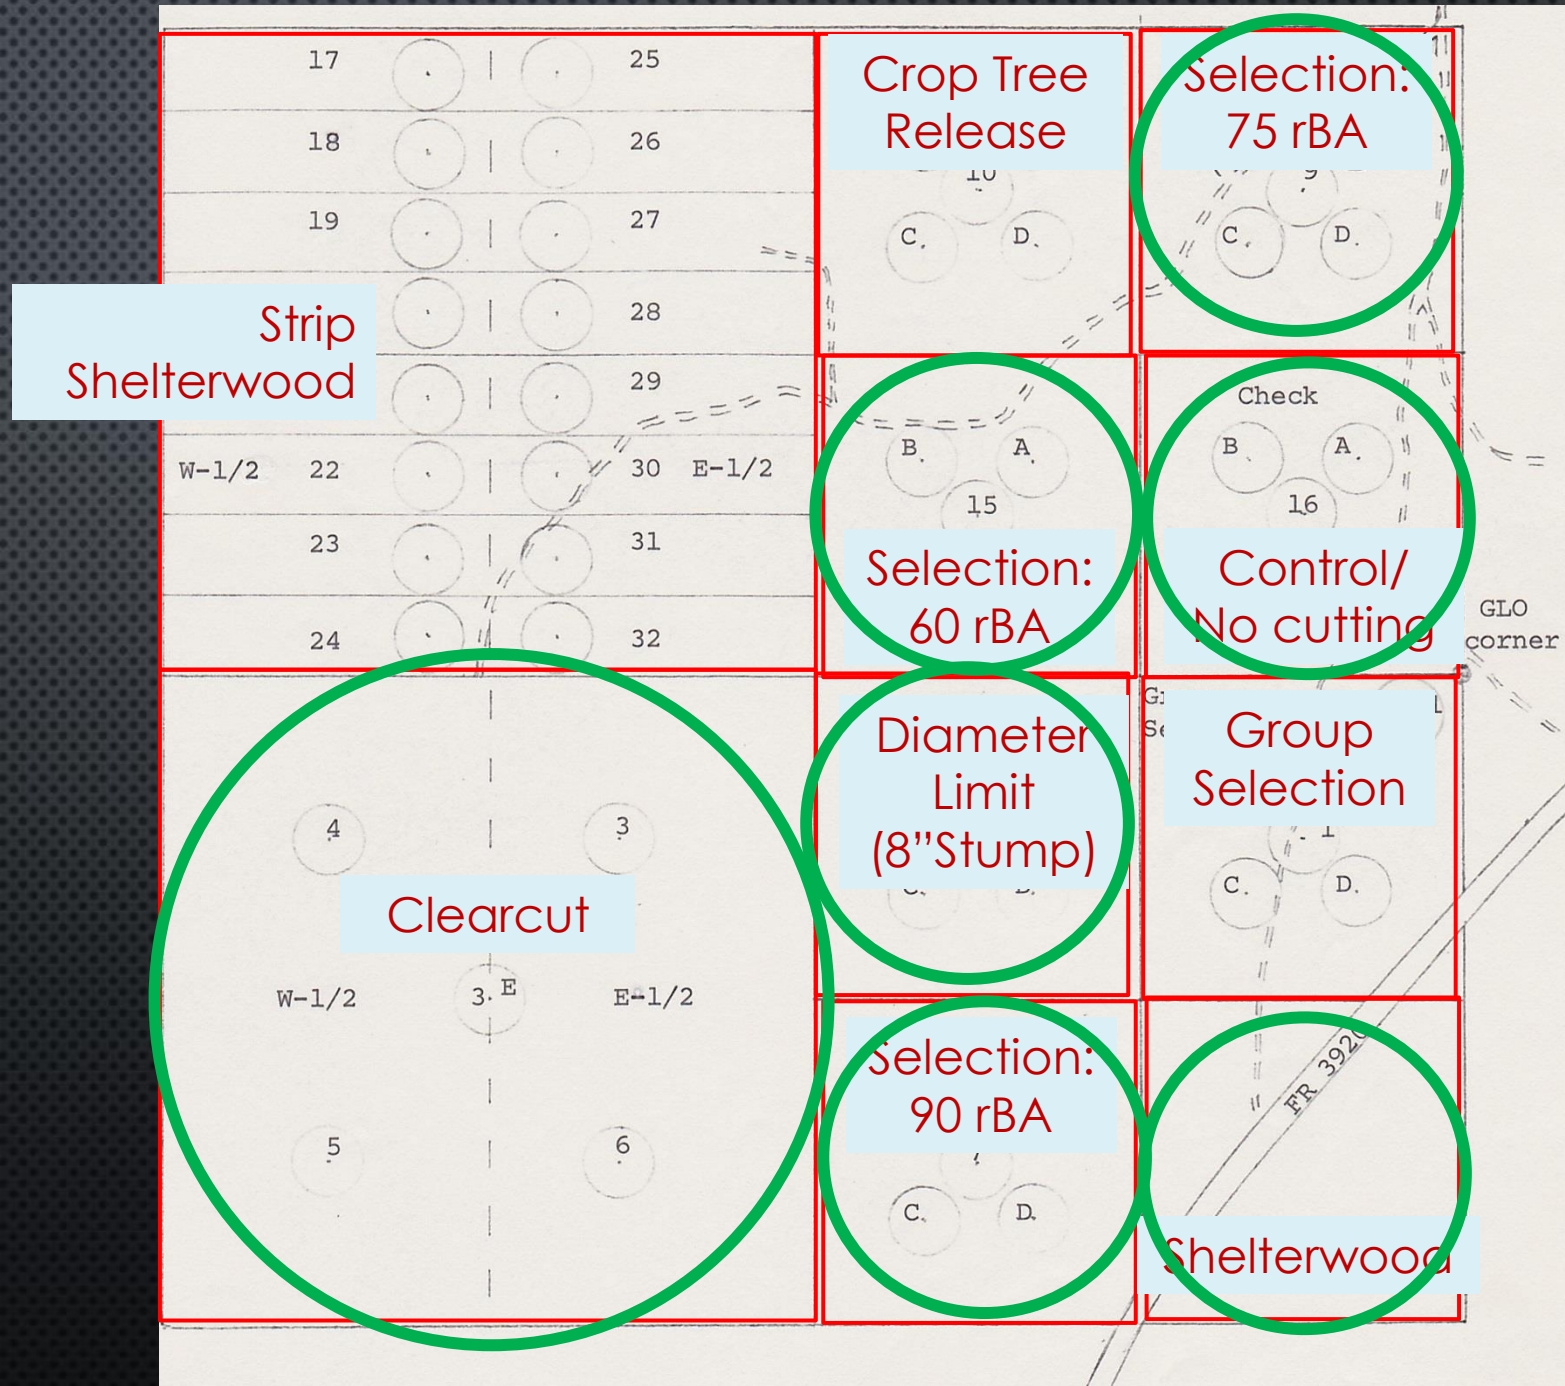 17 25
18 26
19 27
28
29
W-1/2 22 30 E-1/2
23 31
24 32
Strip
Shelterwood
Crop Tree
Release
10
C. D.
Selection:
75 rBA
9
C. D.
B. A.
15
Selection:
60 rBA
Check
B. A.
16
Control/
No cutting
GLO
corner
4 3
Clearcut
W-1/2 3. E E-1/2
5 6
Diameter
Limit
(8”Stump)
Group
Selection
1
C. D.
Selection:
90 rBA
C. D.
FR 392
Shelterwood